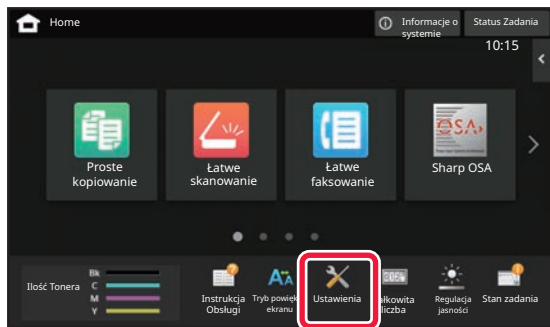 Home
Informacje o
systemie
Status Zadania
10:15
Proste
kopiowanie
Łatwe
skanowanie
Łatwe
faksowanie
Sharp OSA
Ilość Tonera
Bk
C
M
Y
Instrukcja
Obsługi
Tryb powięk
ekranu
Ustawienia
ałkowita
liczba
Regulacja
jasności
Stan zadania